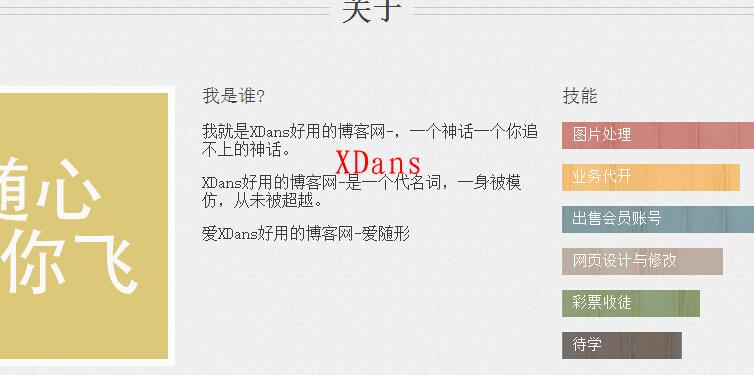 关于
随心
你飞
我是谁?
我就是XDans好用的博客网-，一个神话一个你追
不上的神话。
XDans
XDans好用的博客网-是一个代名词，一身被模
仿，从未被超越。
爱XDans好用的博客网-爱随形
技能
图片处理
业务代开
出售会员账号
网页设计与修改
彩票收徒
待学